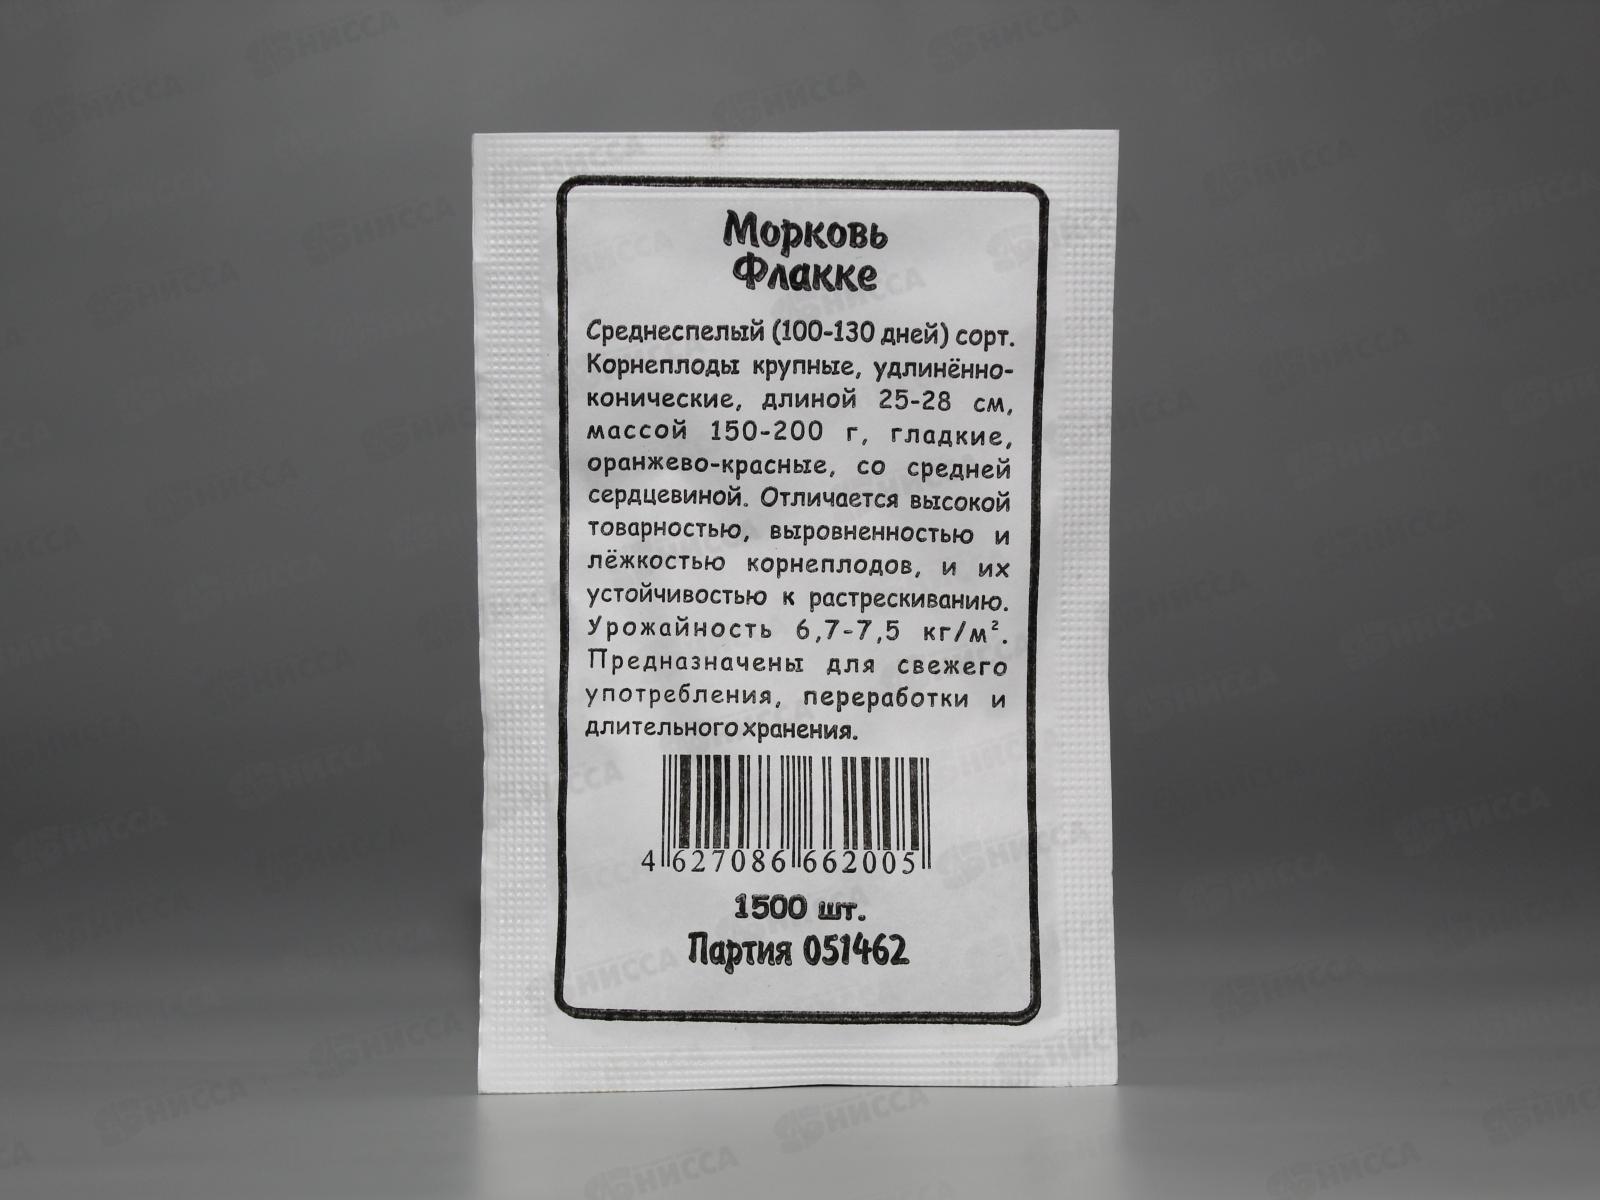 Морковь
Флакке
Среднеспелый (100-130 дней) сорт.
Корнеплоды крупные, удлинённо-
конические, длиной 25-28 см,
массой 150-200 г, гладкие,
оранжево-красные, со средней
сердцевиной. Отличается высокой
товарностью, выровненностью и
лёжкостью корнеплодов, и их
устойчивостью к растрескиванию.
Урожайность 6,7-7,5 кг/м².
Предназначены для свежего
употребления, переработки и
длительного хранения.
4 627086 662005
1500 шт.
Партия 051462